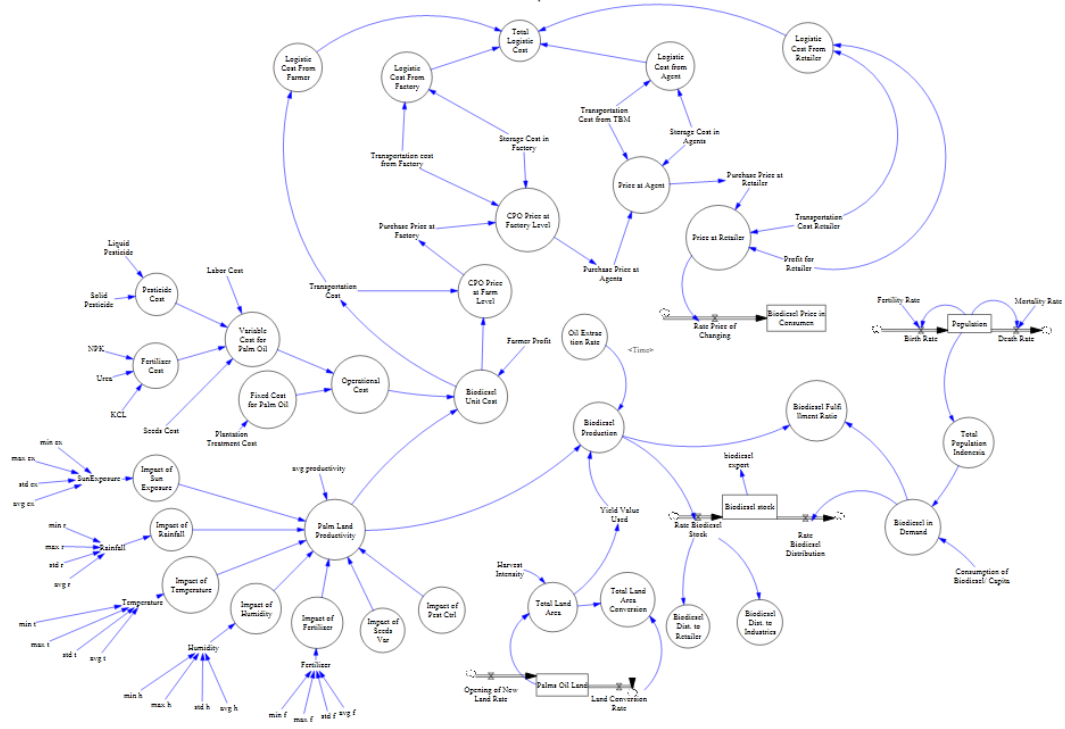 Total
Logistic
Cost
Logistic
Cost From
Retailer
Logistic
Cost From
Farmer
Logistic
Cost From
Factory
Logistic
Cost from
Agent
Transportation
Cost from TBM
Storage Cost in
Factory
Storage Cost in
Agents
Transportation cost
from Factory
Price at Agent
Purchase Price at
Retailer
CPO Price at
Factory Level
Purchase Price at
Factory
Transportation
Cost Retailer
Price at Retailer
Profit for
Retailer
Purchase Price at
Agents
Liquid
Pesticide
Labor Cost
Solid
Pesticide
Pesticide
Cost
Transportation
Cost
CPO Price
at Farm
Level
Rate Price of
Changing
Biodiesel Price in
Consumen
Fertility Rate
Mortality Rate
Population
Birth Rate
Death Rate
Oil Extrac
tion Rate
<Time>
Farmer Profit
NPK
Urea
KCL
Fertilizer
Cost
Variable
Cost for
Palm Oil
Seeds Cost
Fixed Cost
for Palm Oil
Operational
Cost
Biodiesel
Unit Cost
Plantation
Treatment Cost
Biodiesel
Production
Biodiesel Fulfi
llment Ratio
Total
Population
Indonesia
min ex
max ex
std ex
avg ex
SunExposure
Impact of
Sun
Exposure
avg productivity
biodiesel
export
Biodiesel stock
Rate Biodiesel
Stock
Rate
Biodiesel
Distribution
Biodiesel in
Demand
Consumption of
Biodiesel/ Capita
Yield Value
Used
min r
max r
std r
avg r
Rainfall
Impact of
Rainfall
Palm Land
Productivity
Harvest
Intensity
Total Land
Area
Total Land
Area
Conversion
Biodiesel
Dist. to
Retailer
Biodiesel
Dist. to
Industries
Temperature
Impact of
Temperature
min t
max t
std t
avg t
Impact of
Humidity
Impact of
Fertilizer
Impact of
Seeds
Var
Impact of
Pest Ctrl
Humidity
min h
max h
std h
avg h
Fertilizer
min f
max f
std f
avg f
Opening of New
Land Rate
Palms Oil Land
Land Conversion
Rate